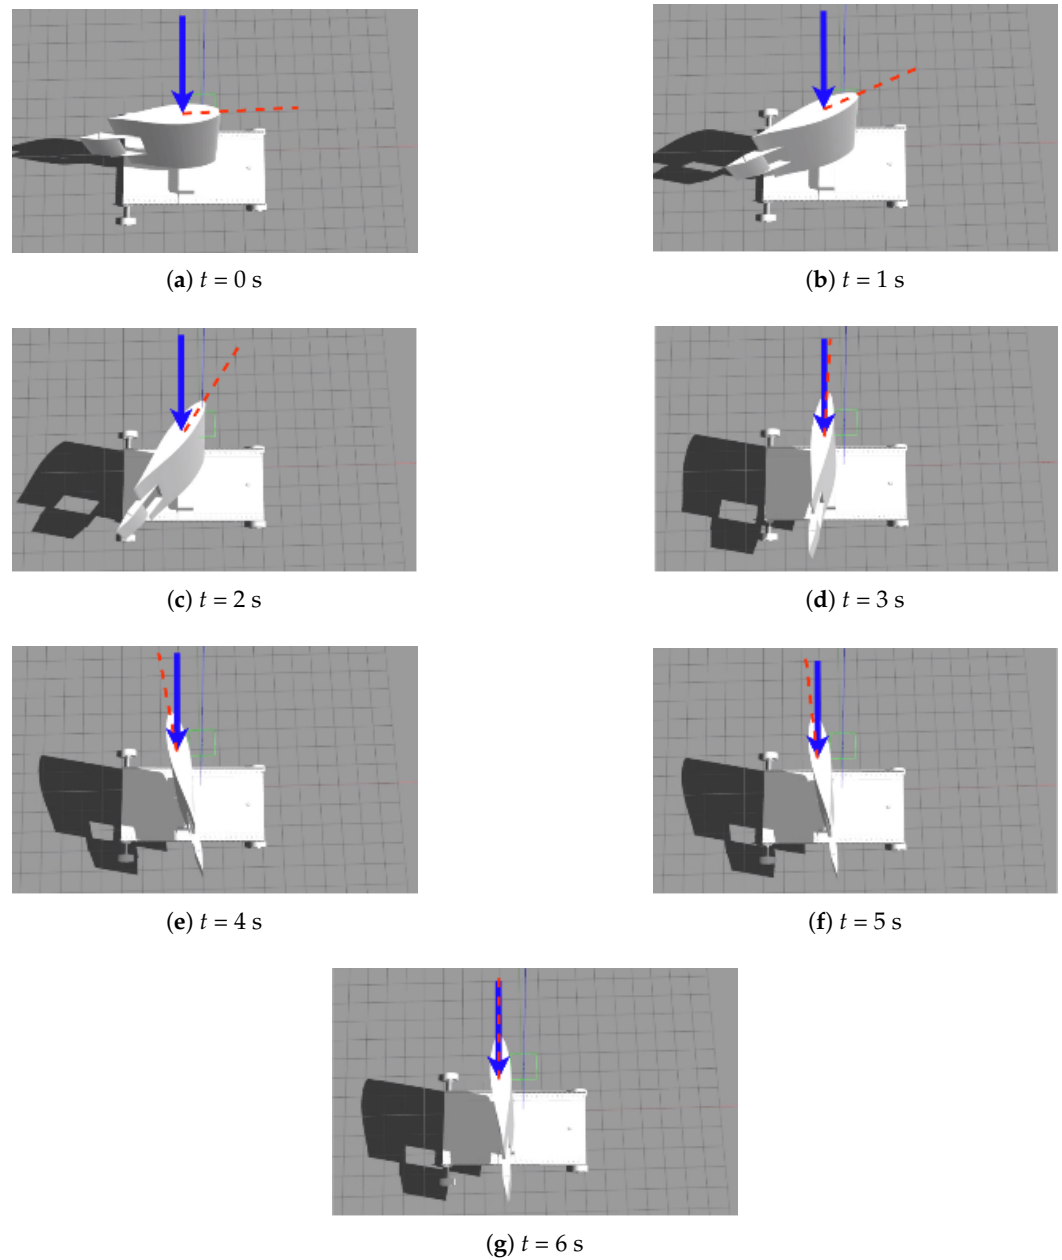 (a) t = 0 s
(b) t = 1 s
(c) t = 2 s
(d) t = 3 s
(e) t = 4 s
(f) t = 5 s
(g) t = 6 s